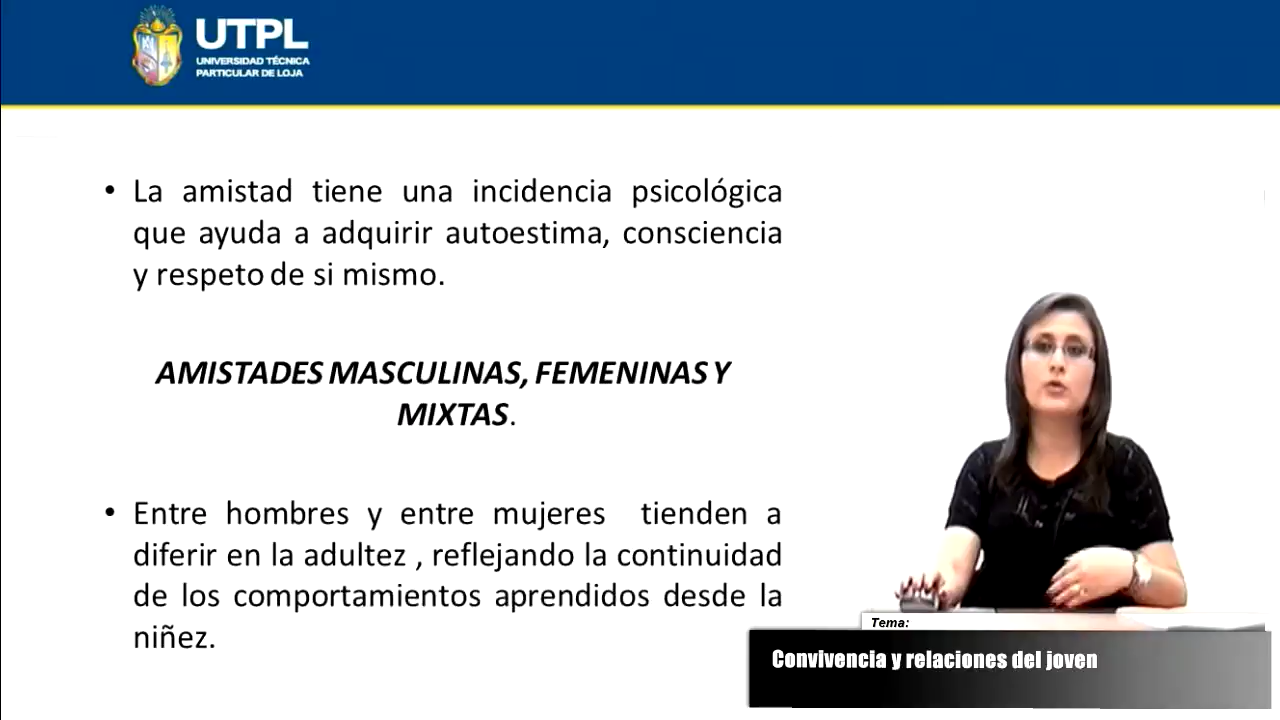 UTPL
UNIVERSIDAD TÉCNICA
PARTICULAR DE LOJA
• La amistad tiene una incidencia psicológica
que ayuda a adquirir autoestima, consciencia
y respeto de si mismo.
AMISTADES MASCULINAS, FEMENINAS Y
MIXTAS.
• Entre hombres y entre mujeres tienden a
diferir en la adultez , reflejando la continuidad
de los comportamientos aprendidos desde la
niñez.
Tema:
Convivencia y relaciones del joven